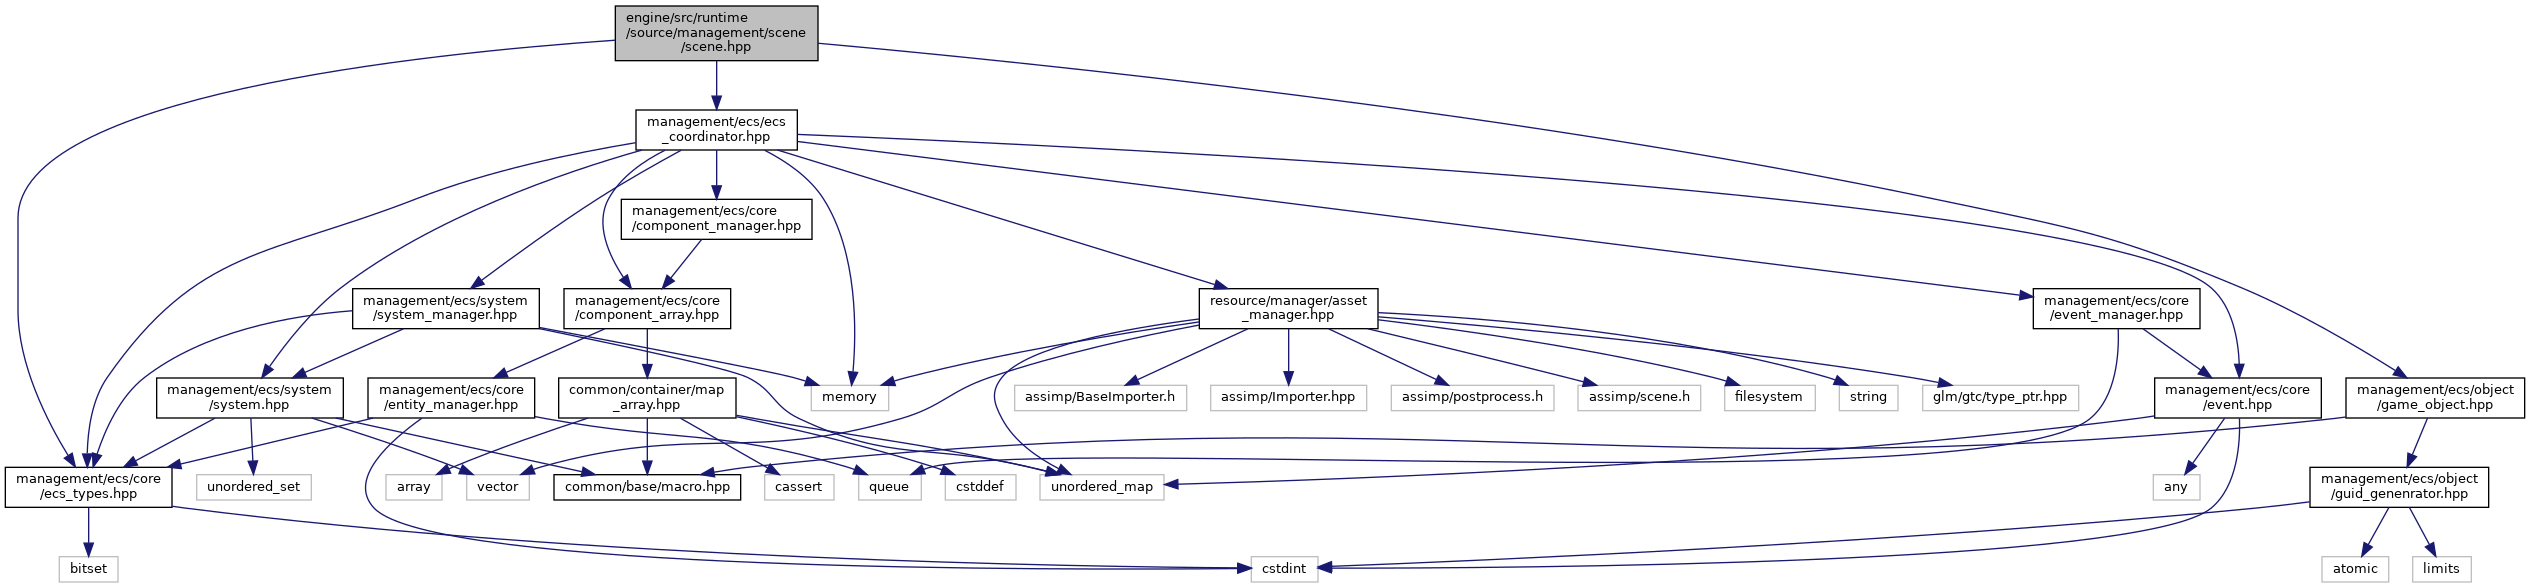 engine/src/runtime
/source/management/scene
/scene.hpp
management/ecs/ecs
_coordinator.hpp
management/ecs/core
/component_manager.hpp
management/ecs/system
/system_manager.hpp
management/ecs/core
/component_array.hpp
resource/manager/asset
_manager.hpp
management/ecs/core
/event_manager.hpp
management/ecs/system
/system.hpp
management/ecs/core
/entity_manager.hpp
common/container/map
_array.hpp
memory
assimp/BaseImporter.h
assimp/Importer.hpp
assimp/postprocess.h
assimp/scene.h
filesystem
string
glm/gtc/type_ptr.hpp
management/ecs/core
/event.hpp
management/ecs/object
/game_object.hpp
management/ecs/core
/ecs_types.hpp
unordered_set
array
vector
common/base/macro.hpp
cassert
queue
cstddef
unordered_map
any
management/ecs/object
/guid_genenrator.hpp
bitset
cstdint
atomic
limits